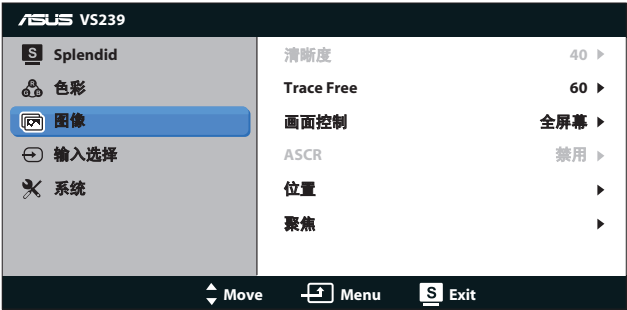 ASUS VS239
S Splendid
色彩
图像
输入选择
系统
清晰度 40
Trace Free 60
画面控制 全屏幕
ASCR 禁用
位置
聚焦
Move Menu S Exit